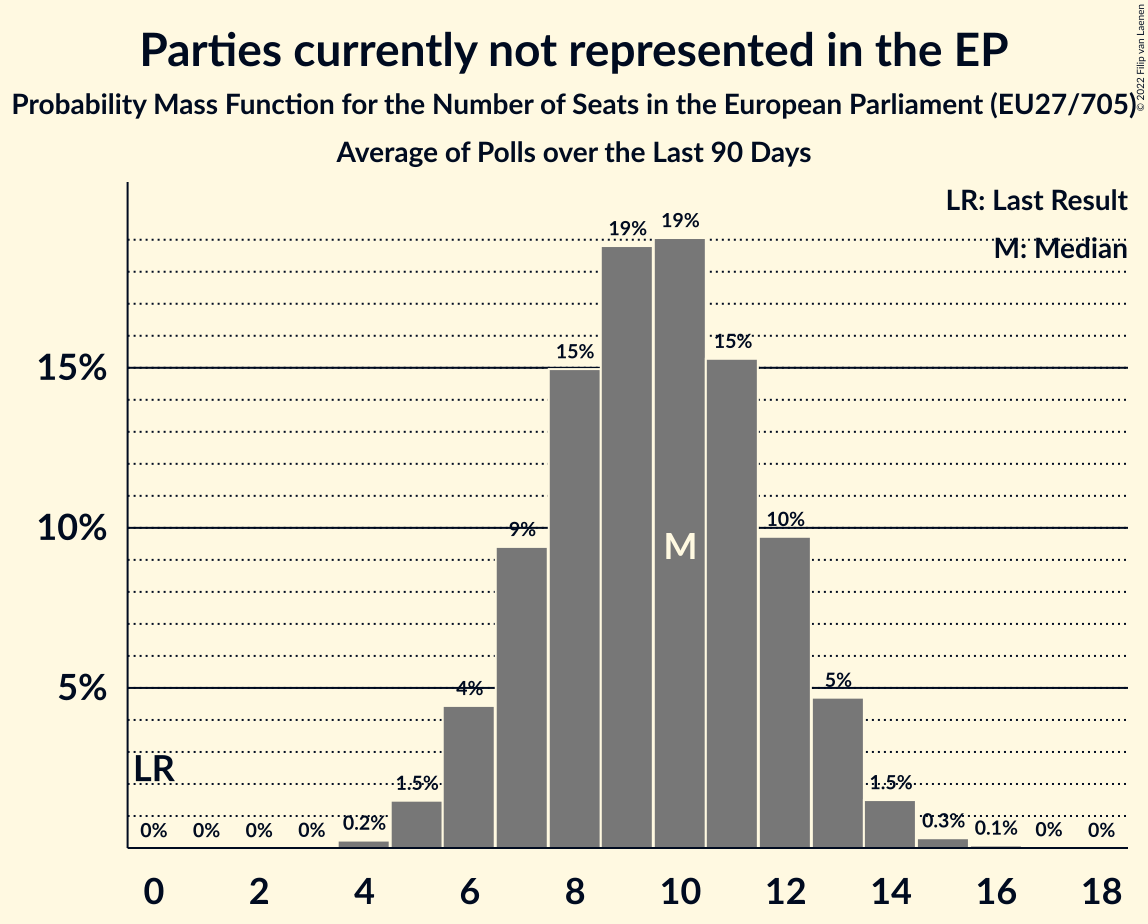 Parties currently not represented in the EP
Probability Mass Function for the Number of Seats in the European Parliament (EU27/705)
Average of Polls over the Last 90 Days
© 2022 Filip van Laenen
LR: Last Result
M: Median
15%
10%
5%
0% 0% 0% 0% 0.2% 1.5% 4% 9% 15% 19% 19% 15% 10% 5% 1.5% 0.3% 0.1% 0% 0%
LR
M
0 2 4 6 8 10 12 14 16 18